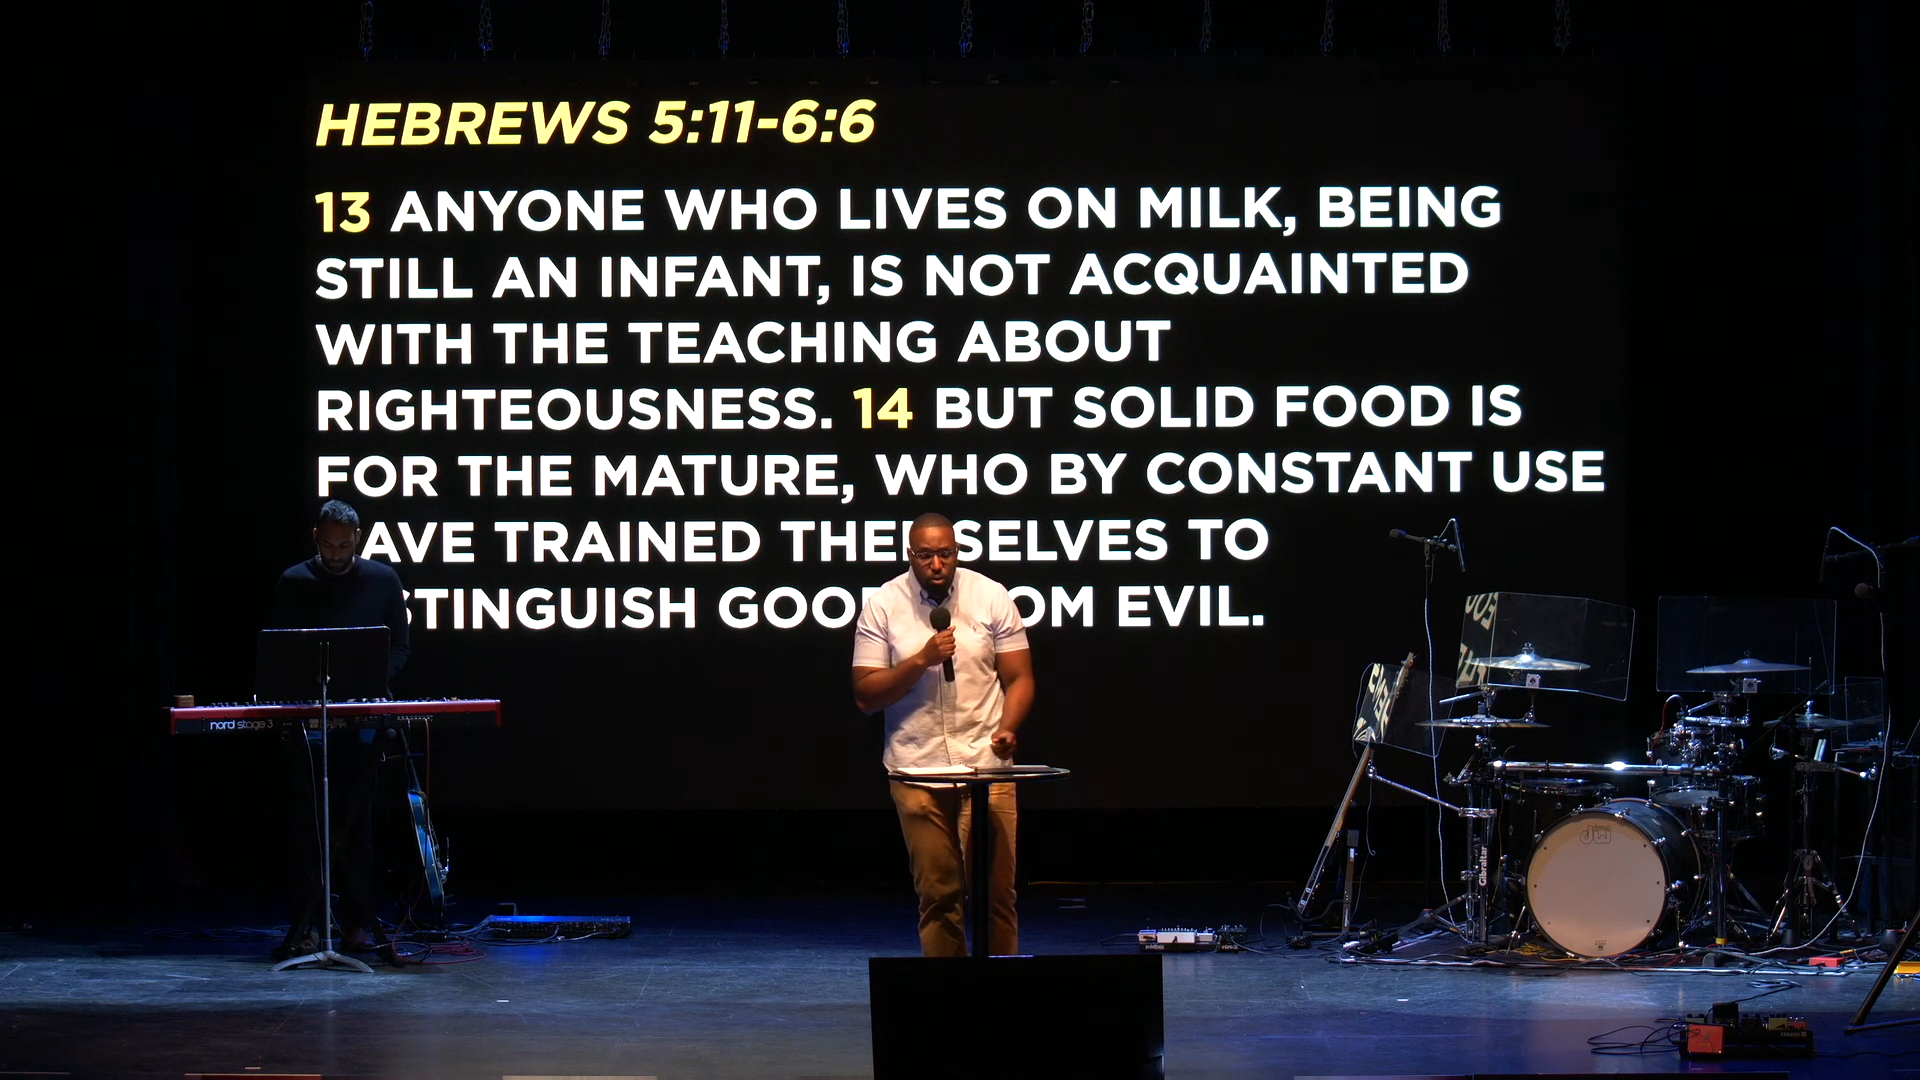 HEBREWS 5:11-6:6
13 ANYONE WHO LIVES ON MILK, BEING
STILL AN INFANT, IS NOT ACQUAINTED
WITH THE TEACHING ABOUT
RIGHTEOUSNESS. 14 BUT SOLID FOOD IS
FOR THE MATURE, WHO BY CONSTANT USE
AVE TRAINED THE SELVES TO
STINGUISH GOO OM EVIL.
nord stage 3
Gibraltar
dw